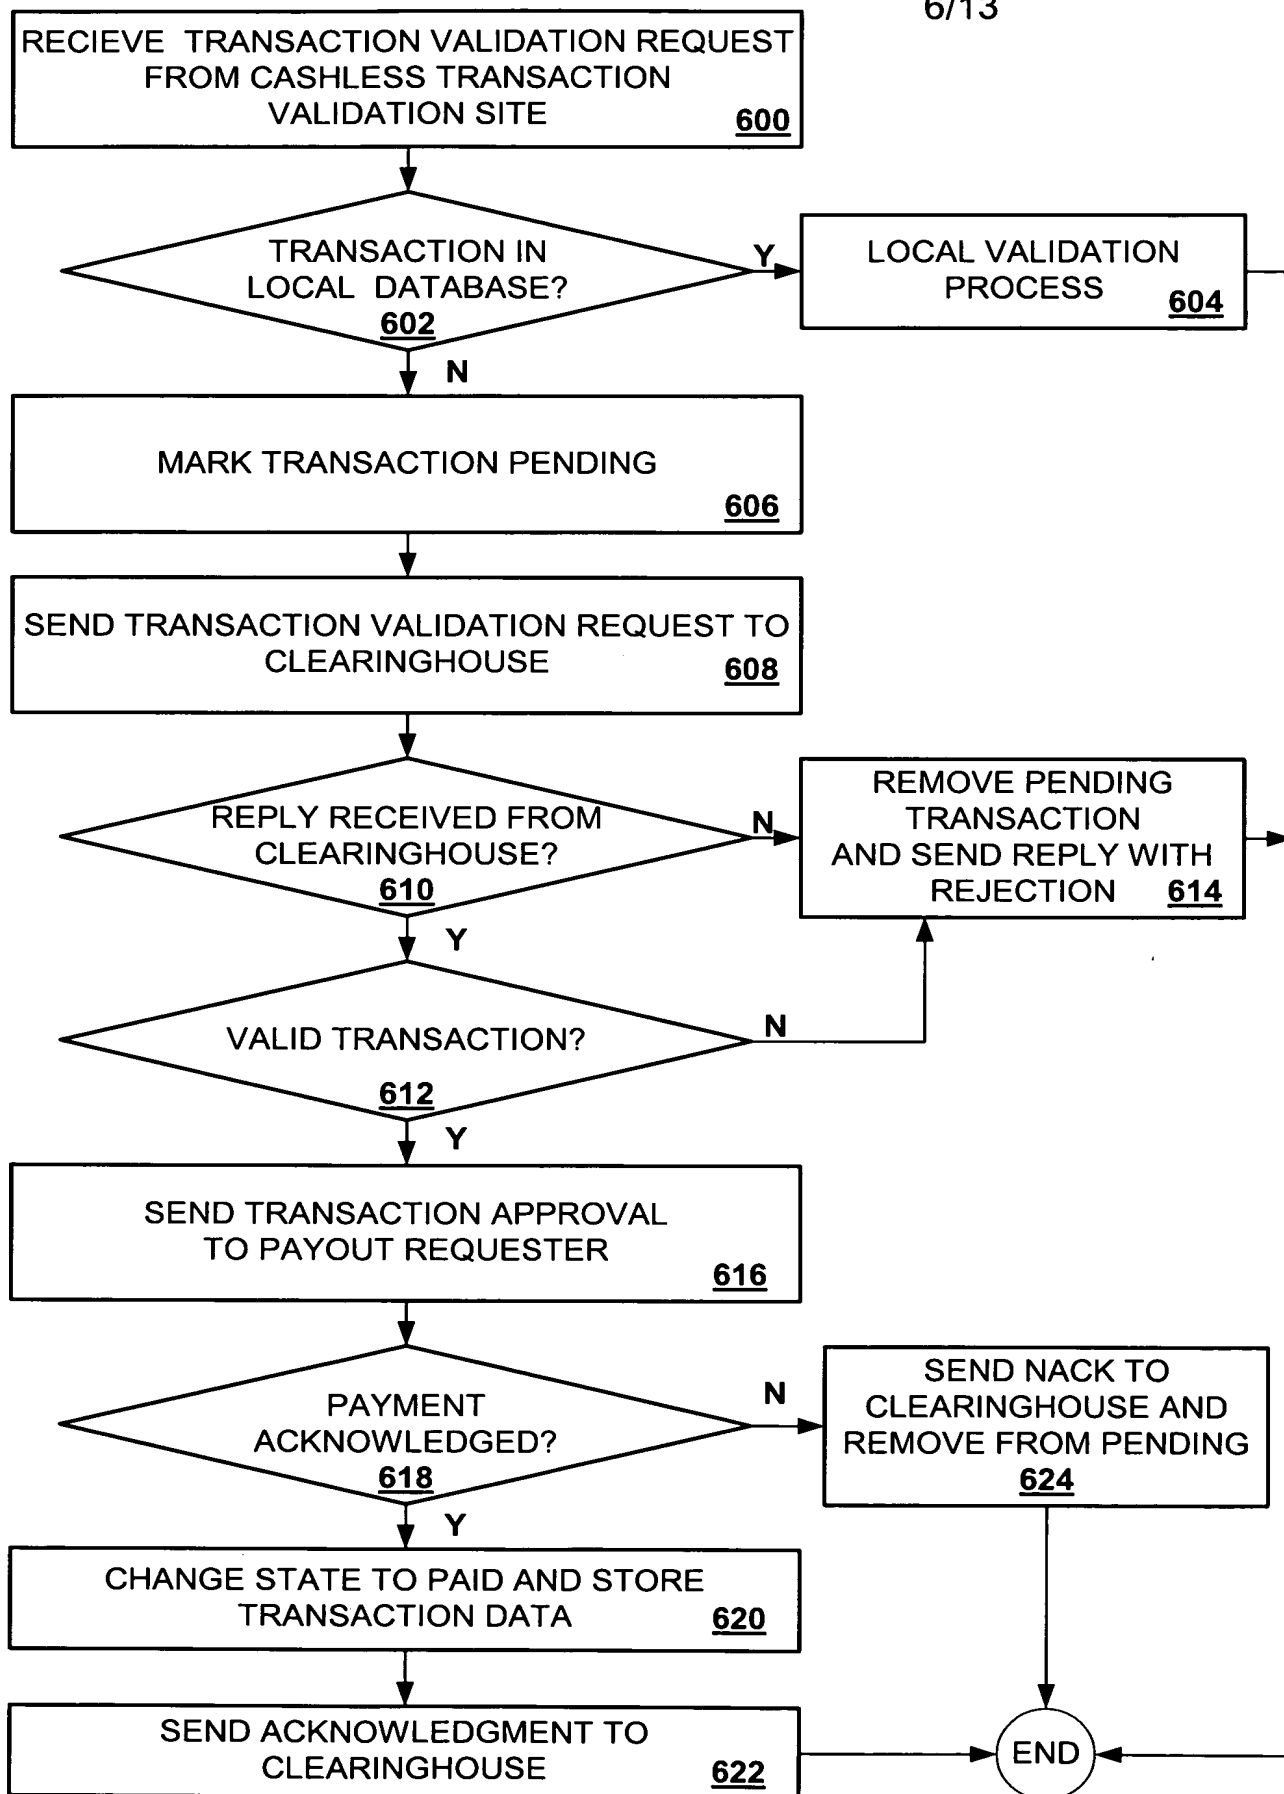 6/13
RECIEVE TRANSACTION VALIDATION REQUEST
FROM CASHLESS TRANSACTION
VALIDATION SITE
600
TRANSACTION IN
LOCAL DATABASE?
602
Y
LOCAL VALIDATION
PROCESS
604
N
MARK TRANSACTION PENDING
606
SEND TRANSACTION VALIDATION REQUEST TO
CLEARINGHOUSE
608
REPLY RECEIVED FROM
CLEARINGHOUSE?
610
N
REMOVE PENDING
TRANSACTION
AND SEND REPLY WITH
REJECTION
614
Y
VALID TRANSACTION?
612
N
Y
SEND TRANSACTION APPROVAL
TO PAYOUT REQUESTER
616
PAYMENT
ACKNOWLEDGED?
618
N
SEND NACK TO
CLEARINGHOUSE AND
REMOVE FROM PENDING
624
Y
CHANGE STATE TO PAID AND STORE
TRANSACTION DATA
620
SEND ACKNOWLEDGMENT TO
CLEARINGHOUSE
622
END